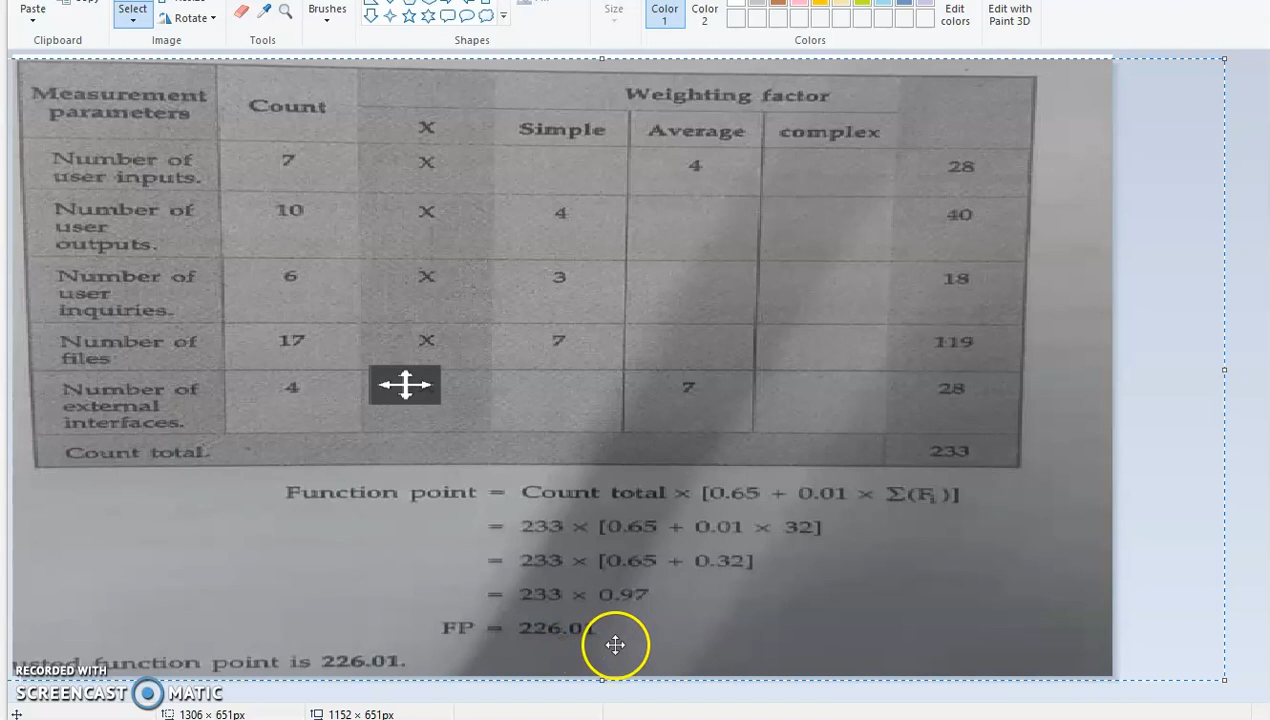 Paste
Select
Rotate
Brushes
Size
Color 1
Color 2
Edit colors
Edit with Paint 3D
Clipboard
Image
Tools
Shapes
Colors
Measurement parameters
Count
Weighting factor
X
Simple
Average
complex
Number of user inputs.
7
X
4
28
Number of user outputs.
10
X
4
40
Number of user inquiries.
6
X
3
18
Number of files
17
X
7
119
Number of external interfaces.
4
7
28
Count total.
233
Function point = Count total × [0.65 + 0.01 × Σ(Fi)]
= 233 × [0.65 + 0.01 × 32]
= 233 × [0.65 + 0.32]
= 233 × 0.97
FP = 226.01
usted function point is 226.01.
RECORDED WITH
SCREENCAST MATIC
1306 × 651px
1152 × 651px